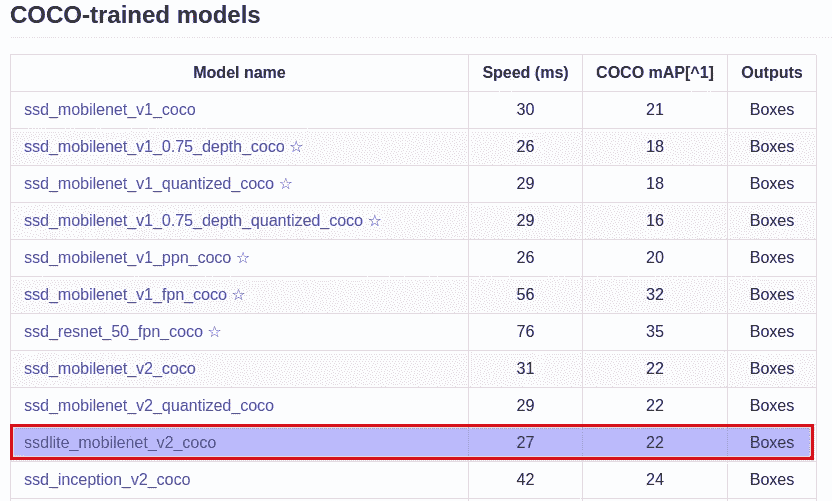 COCO-trained models
Model name Speed (ms) COCO mAP[^1] Outputs
ssd_mobilenet_v1_coco 30 21 Boxes
ssd_mobilenet_v1_0.75_depth_coco ☆ 26 18 Boxes
ssd_mobilenet_v1_quantized_coco ☆ 29 18 Boxes
ssd_mobilenet_v1_0.75_depth_quantized_coco ☆ 29 16 Boxes
ssd_mobilenet_v1_ppn_coco ☆ 26 20 Boxes
ssd_mobilenet_v1_fpn_coco ☆ 56 32 Boxes
ssd_resnet_50_fpn_coco ☆ 76 35 Boxes
ssd_mobilenet_v2_coco 31 22 Boxes
ssd_mobilenet_v2_quantized_coco 29 22 Boxes
ssdlite_mobilenet_v2_coco 27 22 Boxes
ssd_inception_v2_coco 42 24 Boxes